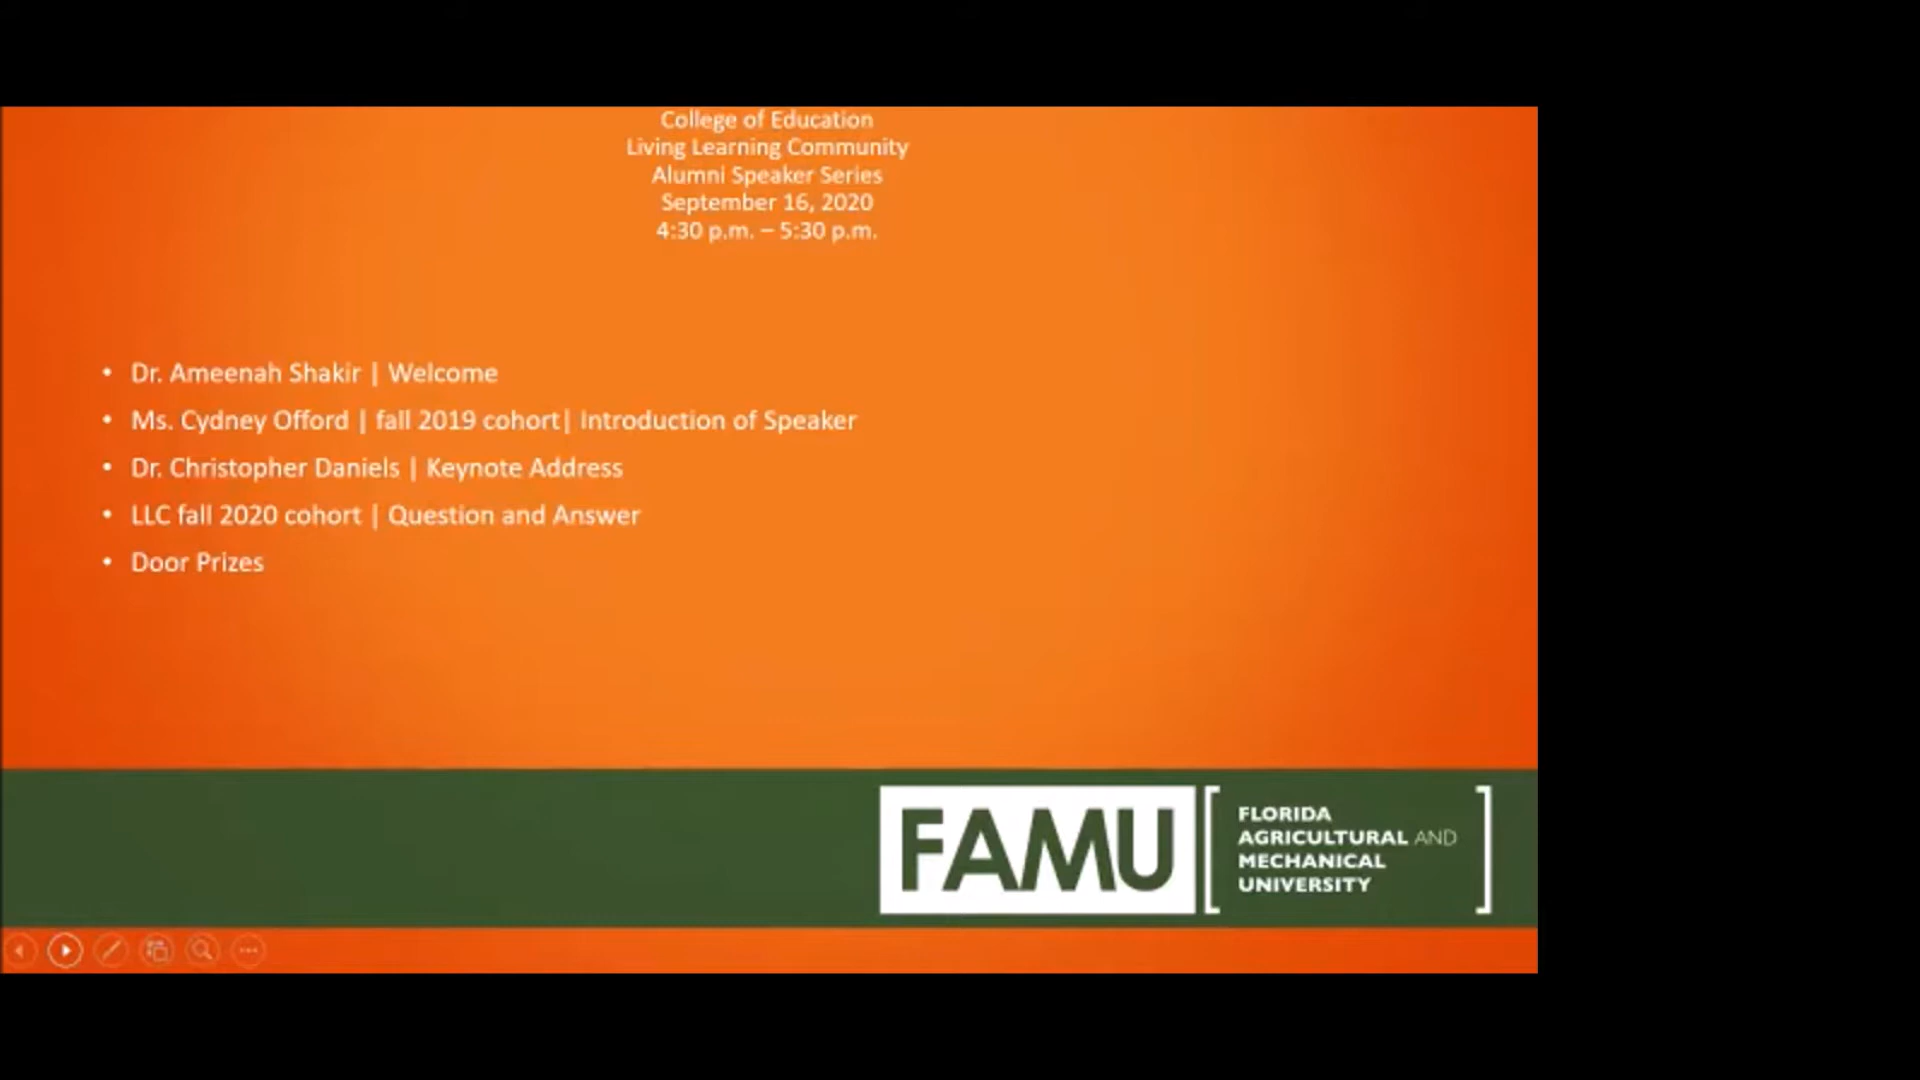 College of Education
Living Learning Community
Alumni Speaker Series
September 16, 2020
4:30 p.m. – 5:30 p.m.
• Dr. Ameenah Shakir | Welcome
• Ms. Cydney Offord | fall 2019 cohort| Introduction of Speaker
• Dr. Christopher Daniels | Keynote Address
• LLC fall 2020 cohort | Question and Answer
• Door Prizes
FAMU
FLORIDA
AGRICULTURAL AND
MECHANICAL
UNIVERSITY